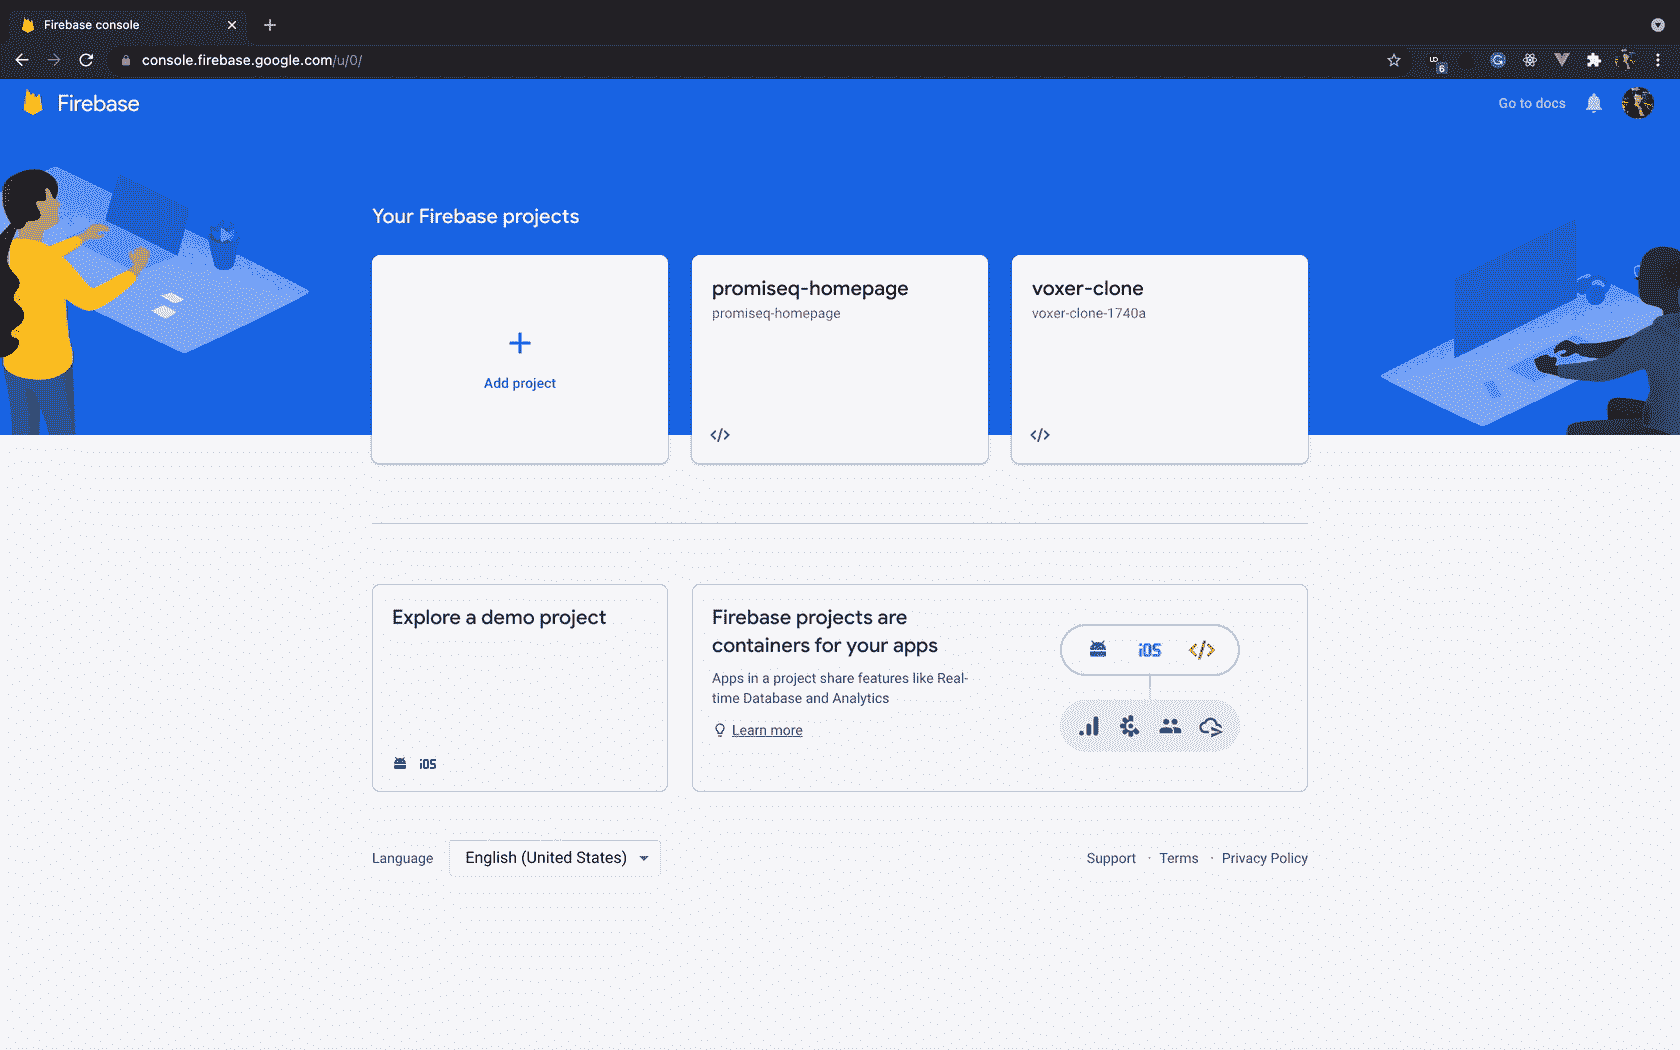 Firebase console
console.firebase.google.com/u/0/
6
Firebase
Go to docs
Your Firebase projects
Add project
promiseq-homepage
promiseq-homepage
</>
voxer-clone
voxer-clone-1740a
</>
Explore a demo project
iOS
Firebase projects are
containers for your apps
Apps in a project share features like Real-
time Database and Analytics
Learn more
iOS </>
Language English (United States)
Support · Terms · Privacy Policy